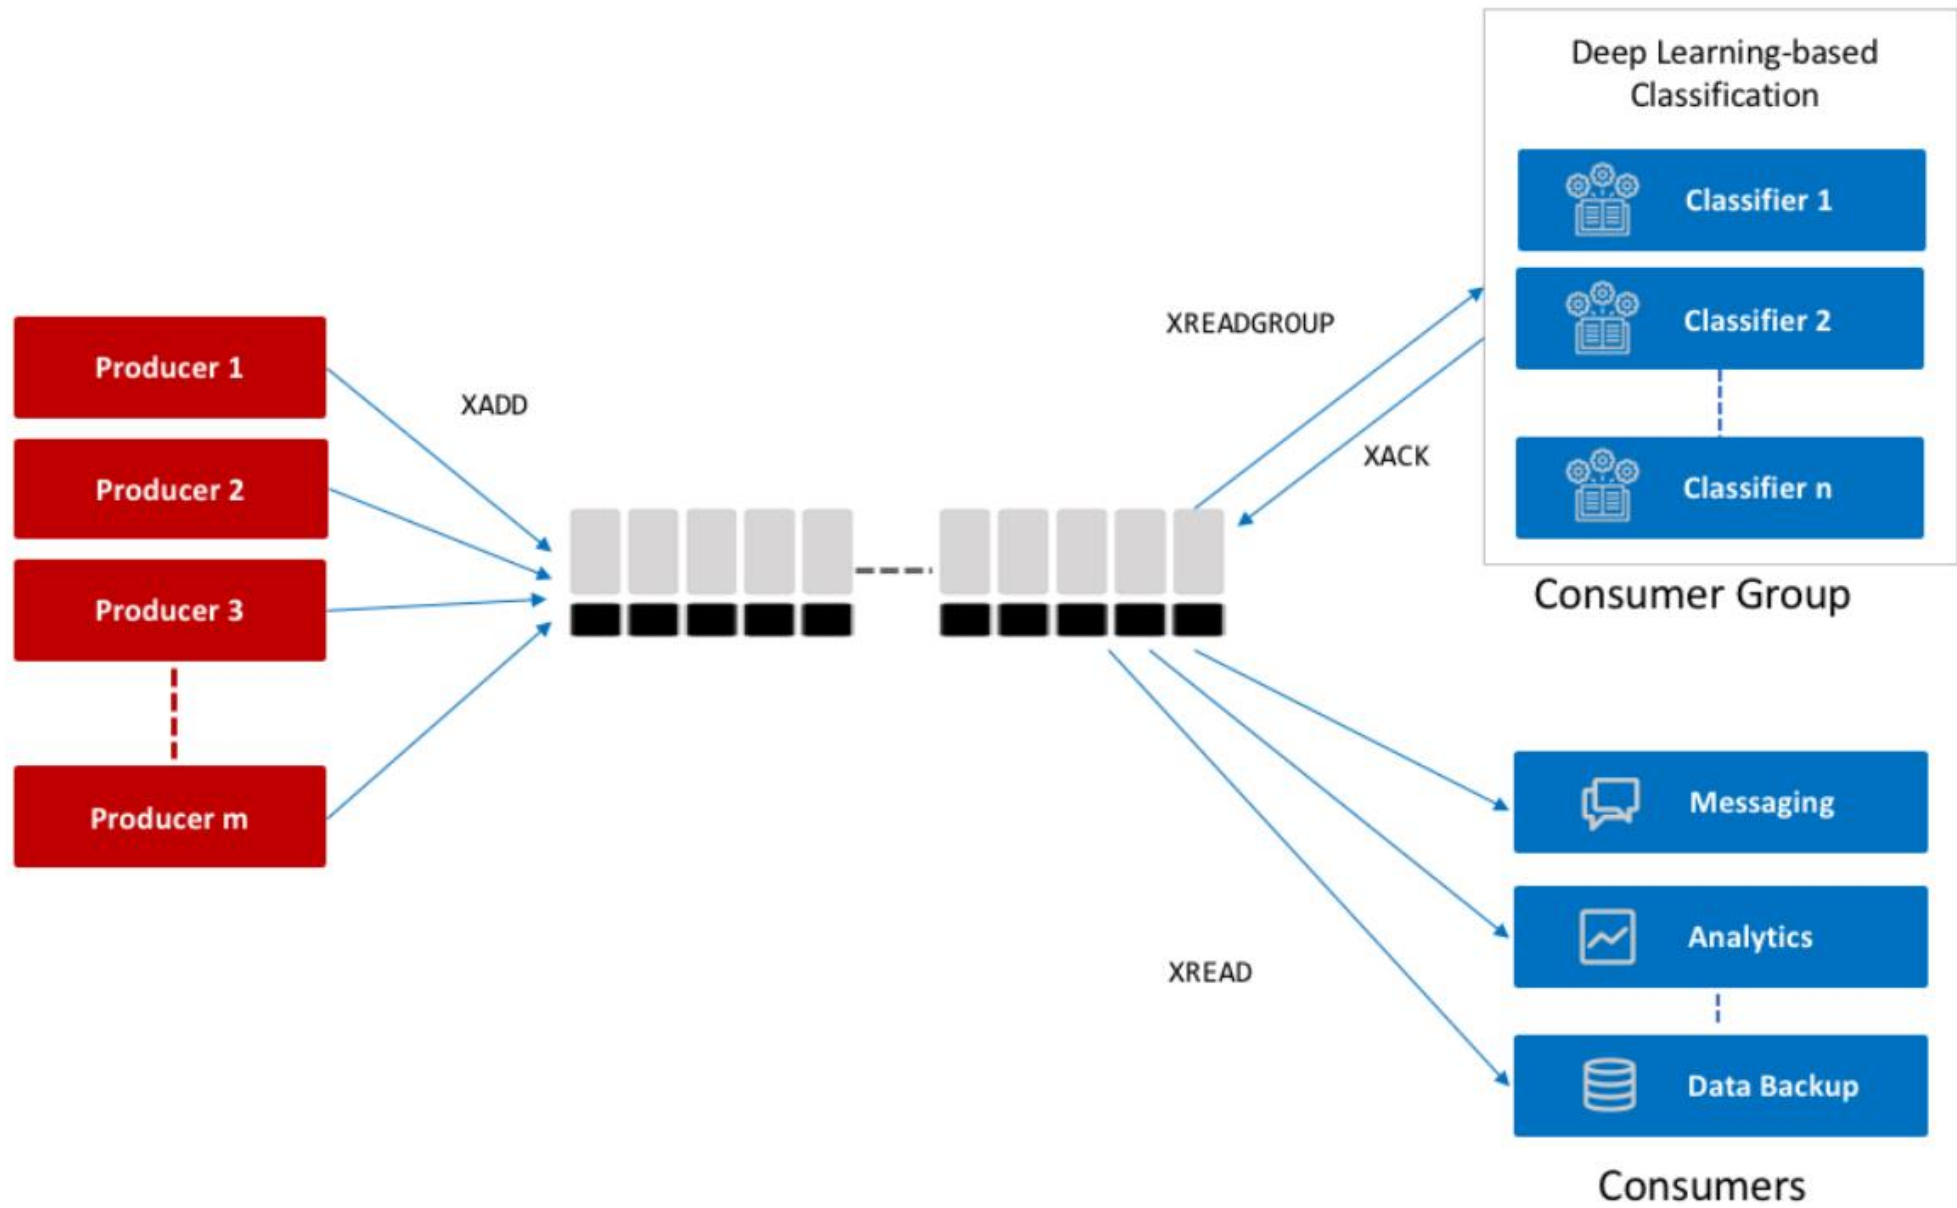 Deep Learning-based
Classification
Classifier 1
Classifier 2
Classifier n
Consumer Group
XREADGROUP
XACK
Producer 1
Producer 2
Producer 3
Producer m
XADD
XREAD
Messaging
Analytics
Data Backup
Consumers